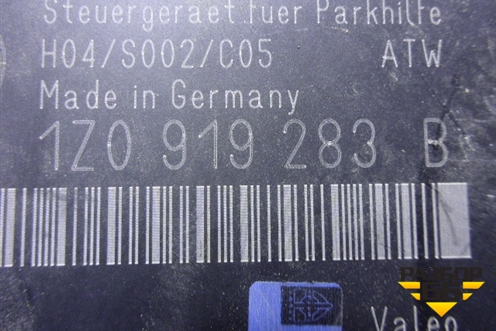 Steuergeraet fuer Parkhilfe
H04/S002/C05 ATW
Made in Germany
1Z0 919 283 B
Valeo